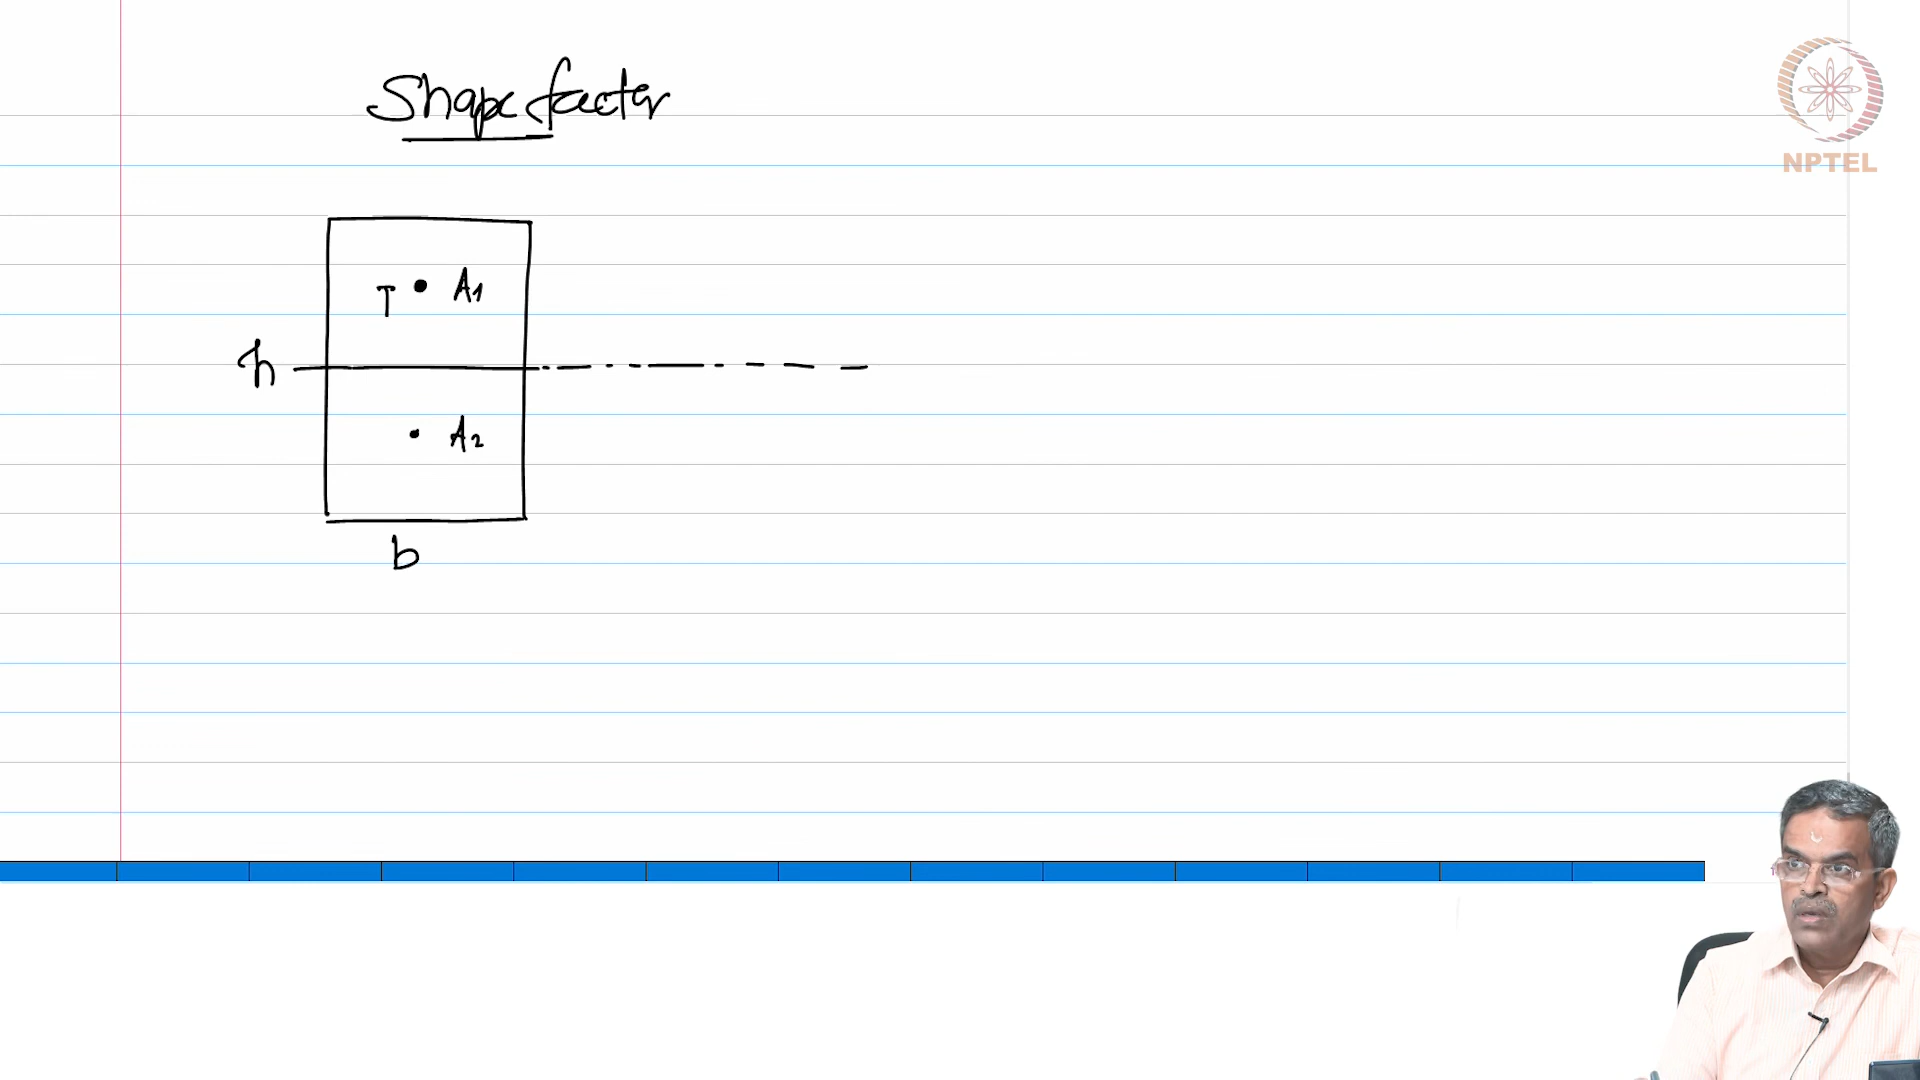 Shape factor
NPTEL
T • A1
h
• A2
b